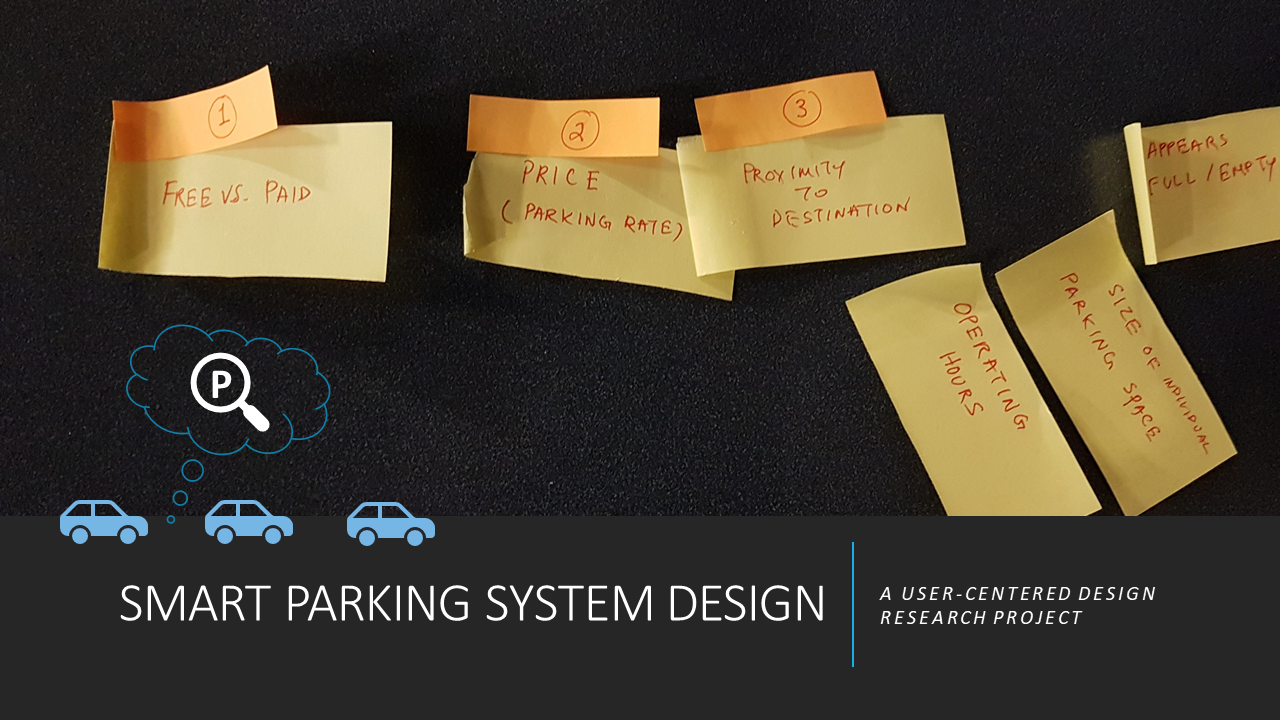 1
FREE VS. PAID
2
PRICE
(PARKING RATE)
3
PROXIMITY
TO
DESTINATION
APPEARS
FULL / EMPTY
OPERATING
HOURS
SIZE OF INDIVIDUAL
PARKING SPACE
P
SMART PARKING SYSTEM DESIGN
A USER-CENTERED DESIGN
RESEARCH PROJECT